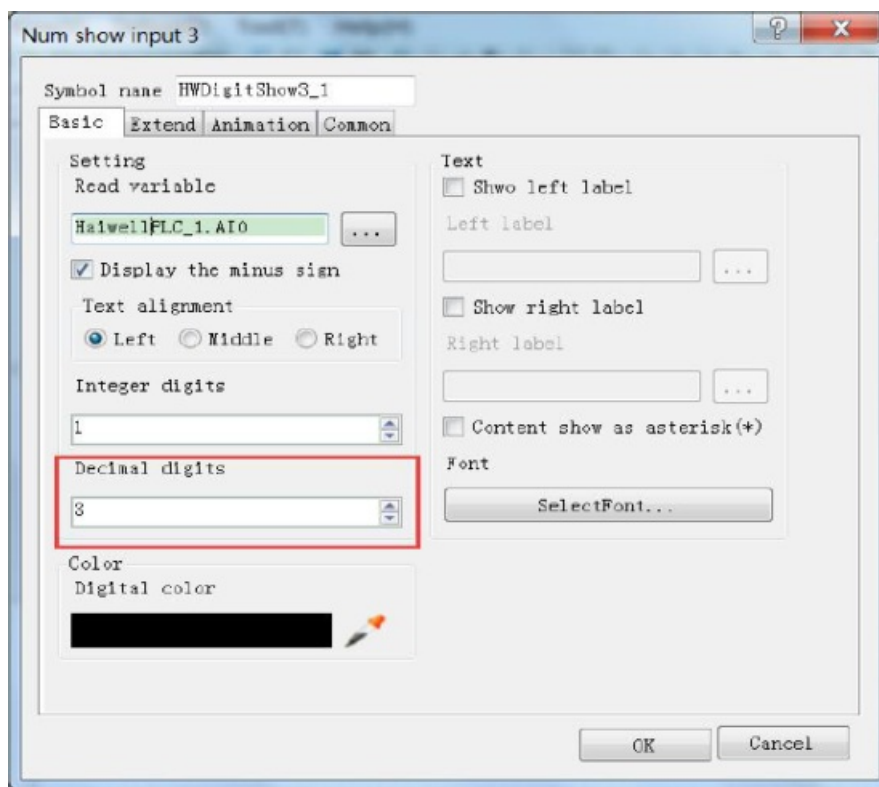 Num show input 3
Symbol name HWDigitShow3_1
Basic Extend Animation Common
Setting
Read variable
HaiwellPLC_1.AI0
...
Display the minus sign
Text alignment
Left Middle Right
Integer digits
1
Decimal digits
3
Color
Digital color
Text
Shwo left label
Left label
...
Show right label
Right label
...
Content show as asterisk(*)
Font
SelectFont...
OK Cancel